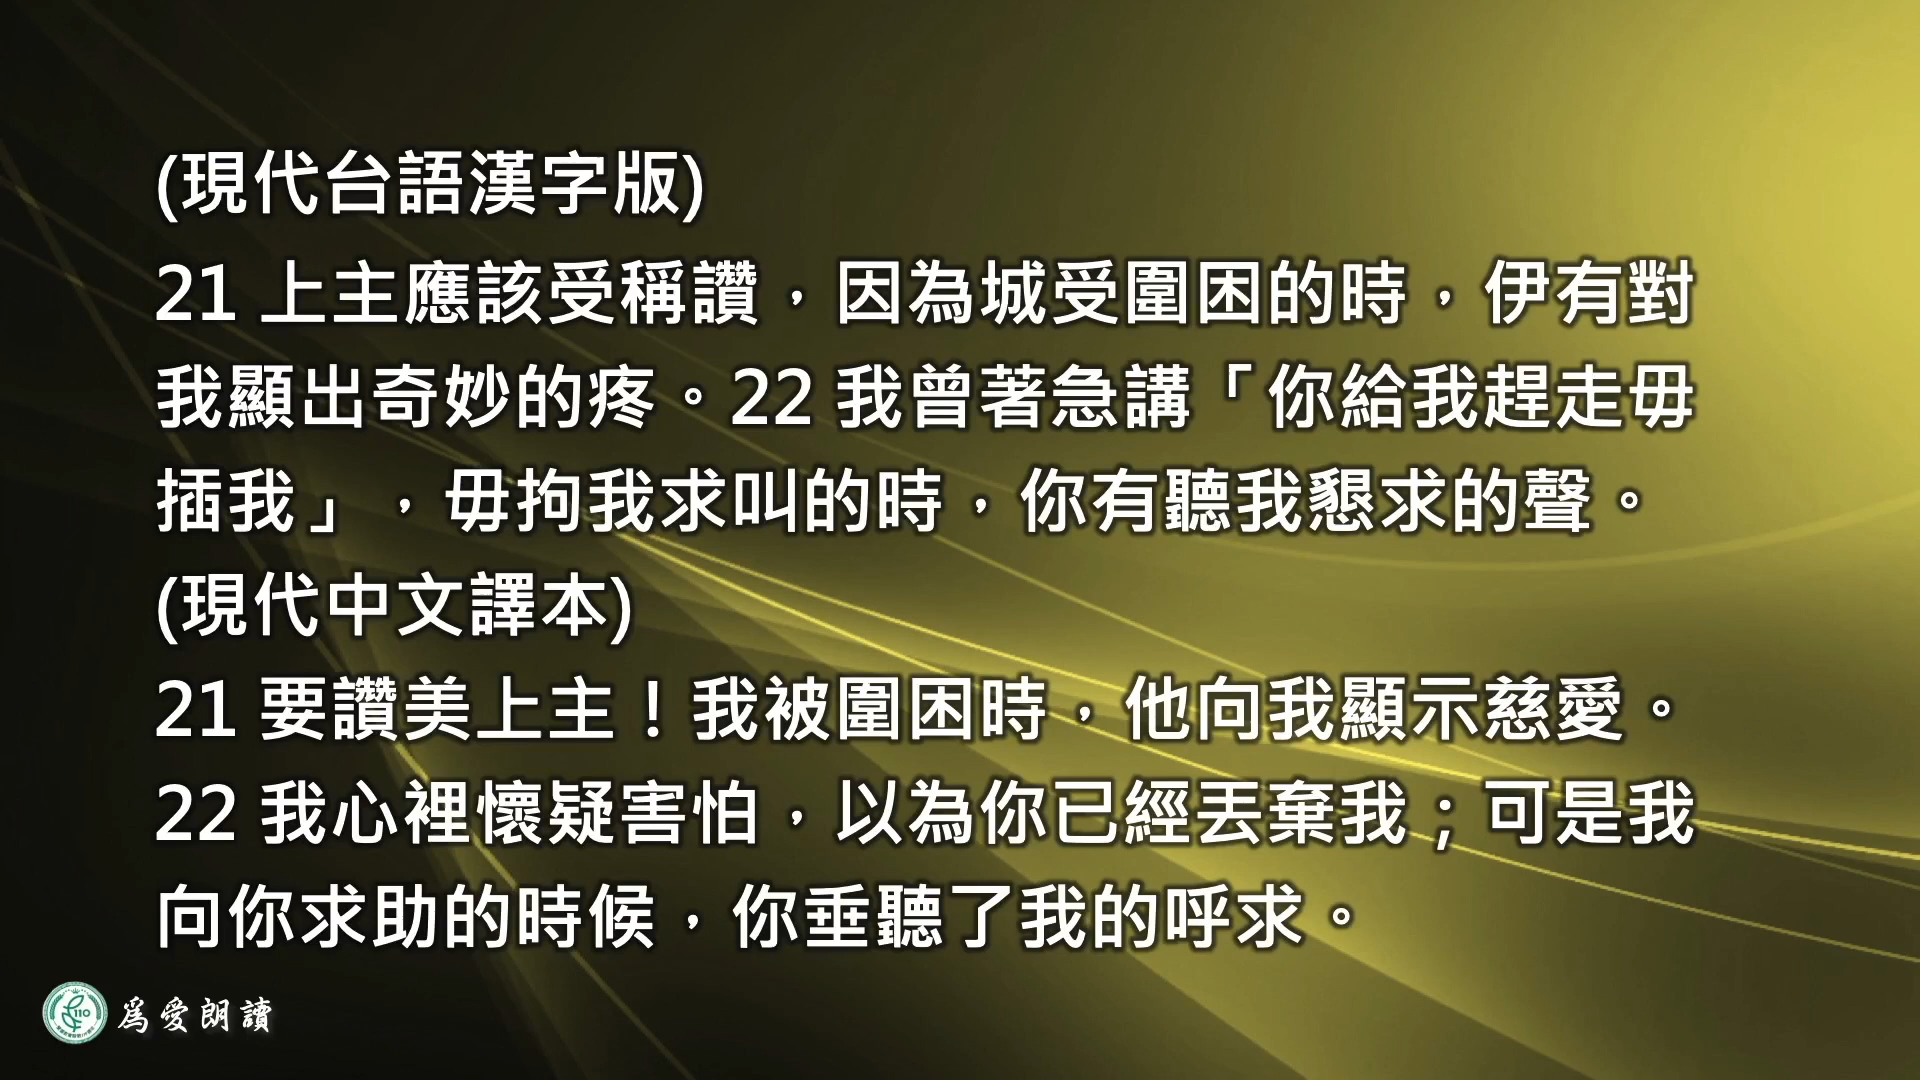 (現代台語漢字版)
21 上主應該受稱讚，因為城受圍困的時，伊有對
我顯出奇妙的疼。22 我曾著急講「你給我趕走毋
插我」，毋拘我求叫的時，你有聽我懇求的聲。
(現代中文譯本)
21 要讚美上主！我被圍困時，他向我顯示慈愛。
22 我心裡懷疑害怕，以為你已經丟棄我；可是我
向你求助的時候，你垂聽了我的呼求。
110
為愛朗讀